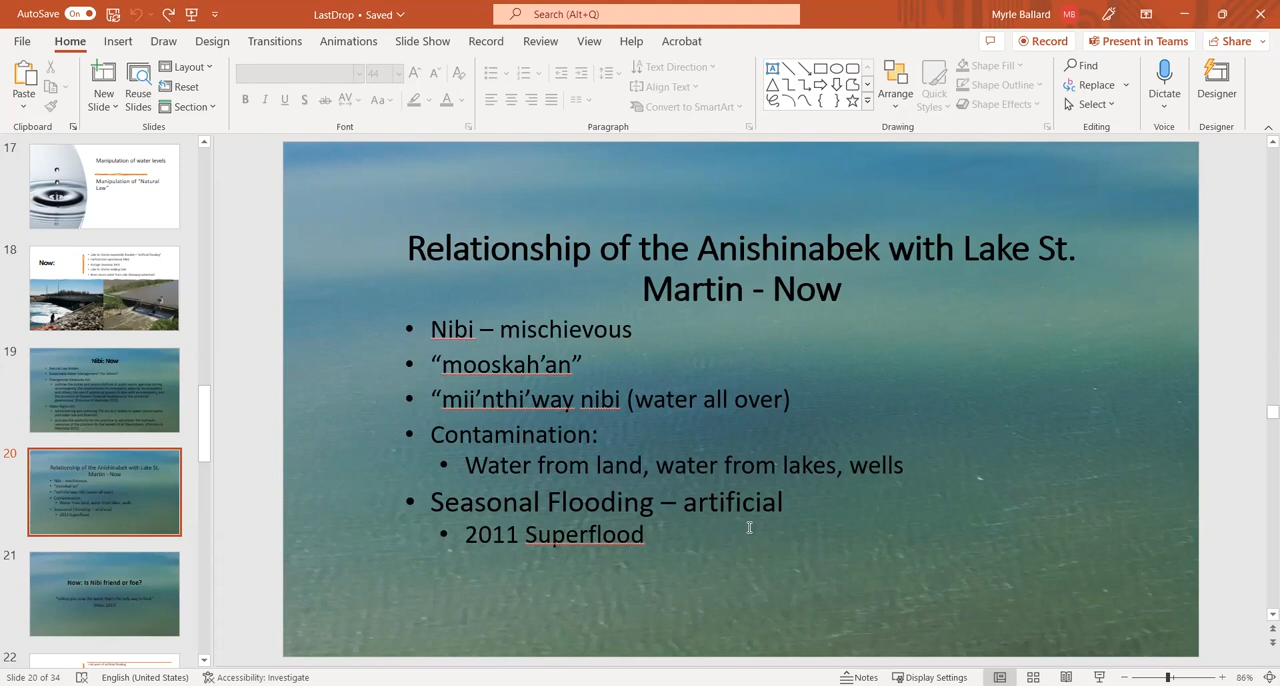 AutoSave On
LastDrop • Saved
Search (Alt+Q)
Myrle Ballard MB
File Home Insert Draw Design Transitions Animations Slide Show Record Review View Help Acrobat
Record Present in Teams Share
Paste
New Slide
Reuse Slides
Layout
Reset
Section
44
Text Direction
Align Text
Convert to SmartArt
Arrange
Quick Styles
Shape Fill
Shape Outline
Shape Effects
Find
Replace
Select
Dictate
Designer
Clipboard Slides Font Paragraph Drawing Editing Voice Designer
17
Manipulation of water levels
Manipulation of "Natural Law"
18
Now:
19
Nibi: Now
20
Relationship of the Anishinabek with Lake St.
Martin - Now
21
Now: Is Nibi friend or foe?
22
Relationship of the Anishinabek with Lake St.
Martin - Now
• Nibi – mischievous
• “mooskah’an”
• “mii’nthi’way nibi (water all over)
• Contamination:
• Water from land, water from lakes, wells
• Seasonal Flooding – artificial
• 2011 Superflood
Slide 20 of 34 English (United States) Accessibility: Investigate Notes Display Settings 86%